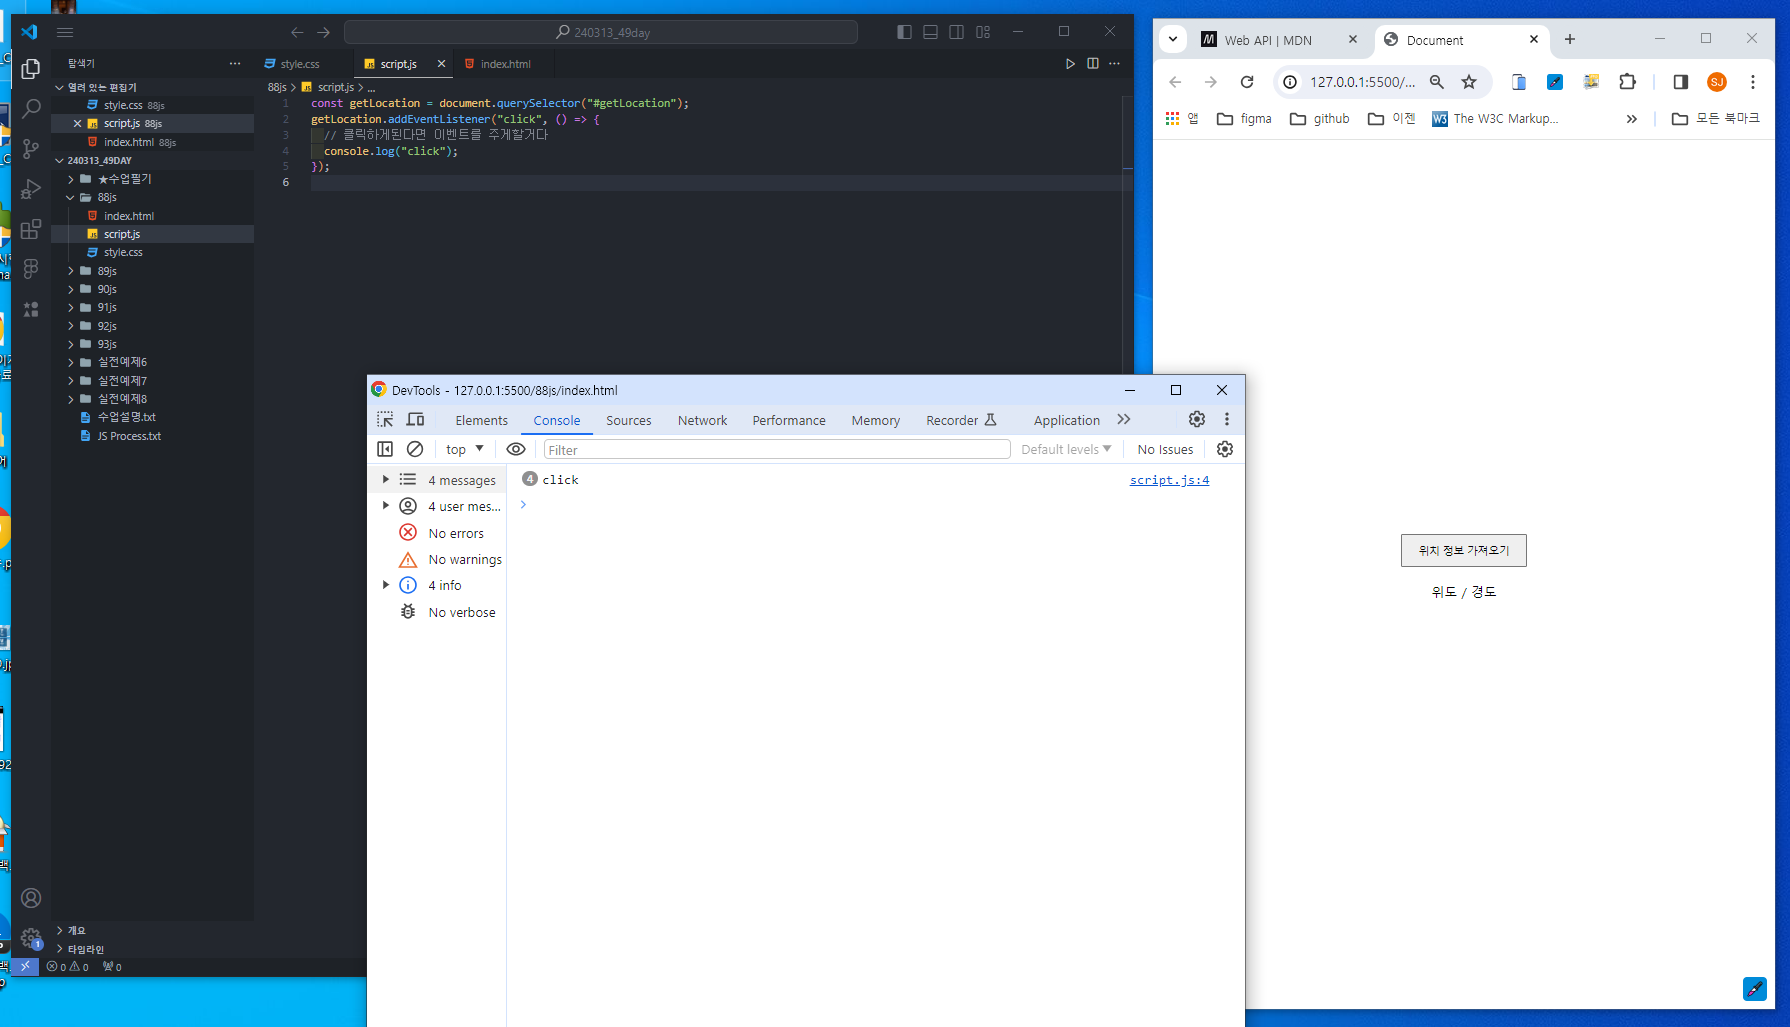 240313_49day
탐색기
style.css
script.js
index.html
열려 있는 편집기
style.css 88js
script.js 88js
index.html 88js
240313_49DAY
★수업필기
88js
index.html
script.js
style.css
89js
90js
91js
92js
93js
실전예제6
실전예제7
실전예제8
수업설명.txt
JS Process.txt
개요
타임라인
1
0 0 0
88js > script.js > ...
1 const getLocation = document.querySelector("#getLocation");
2 getLocation.addEventListener("click", () => {
3 // 클릭하게된다면 이벤트를 주게할거다
4 console.log("click");
5 });
6
DevTools - 127.0.0.1:5500/88js/index.html
Elements Console Sources Network Performance Memory Recorder Application
top Filter Default levels No Issues
4 messages
4 user mes...
No errors
No warnings
4 info
No verbose
4 click script.js:4
Web API | MDN
Document
127.0.0.1:5500/...
SJ
앱 figma github 이젠 W3 The W3C Markup... 모든 북마크
위치 정보 가져오기
위도 / 경도